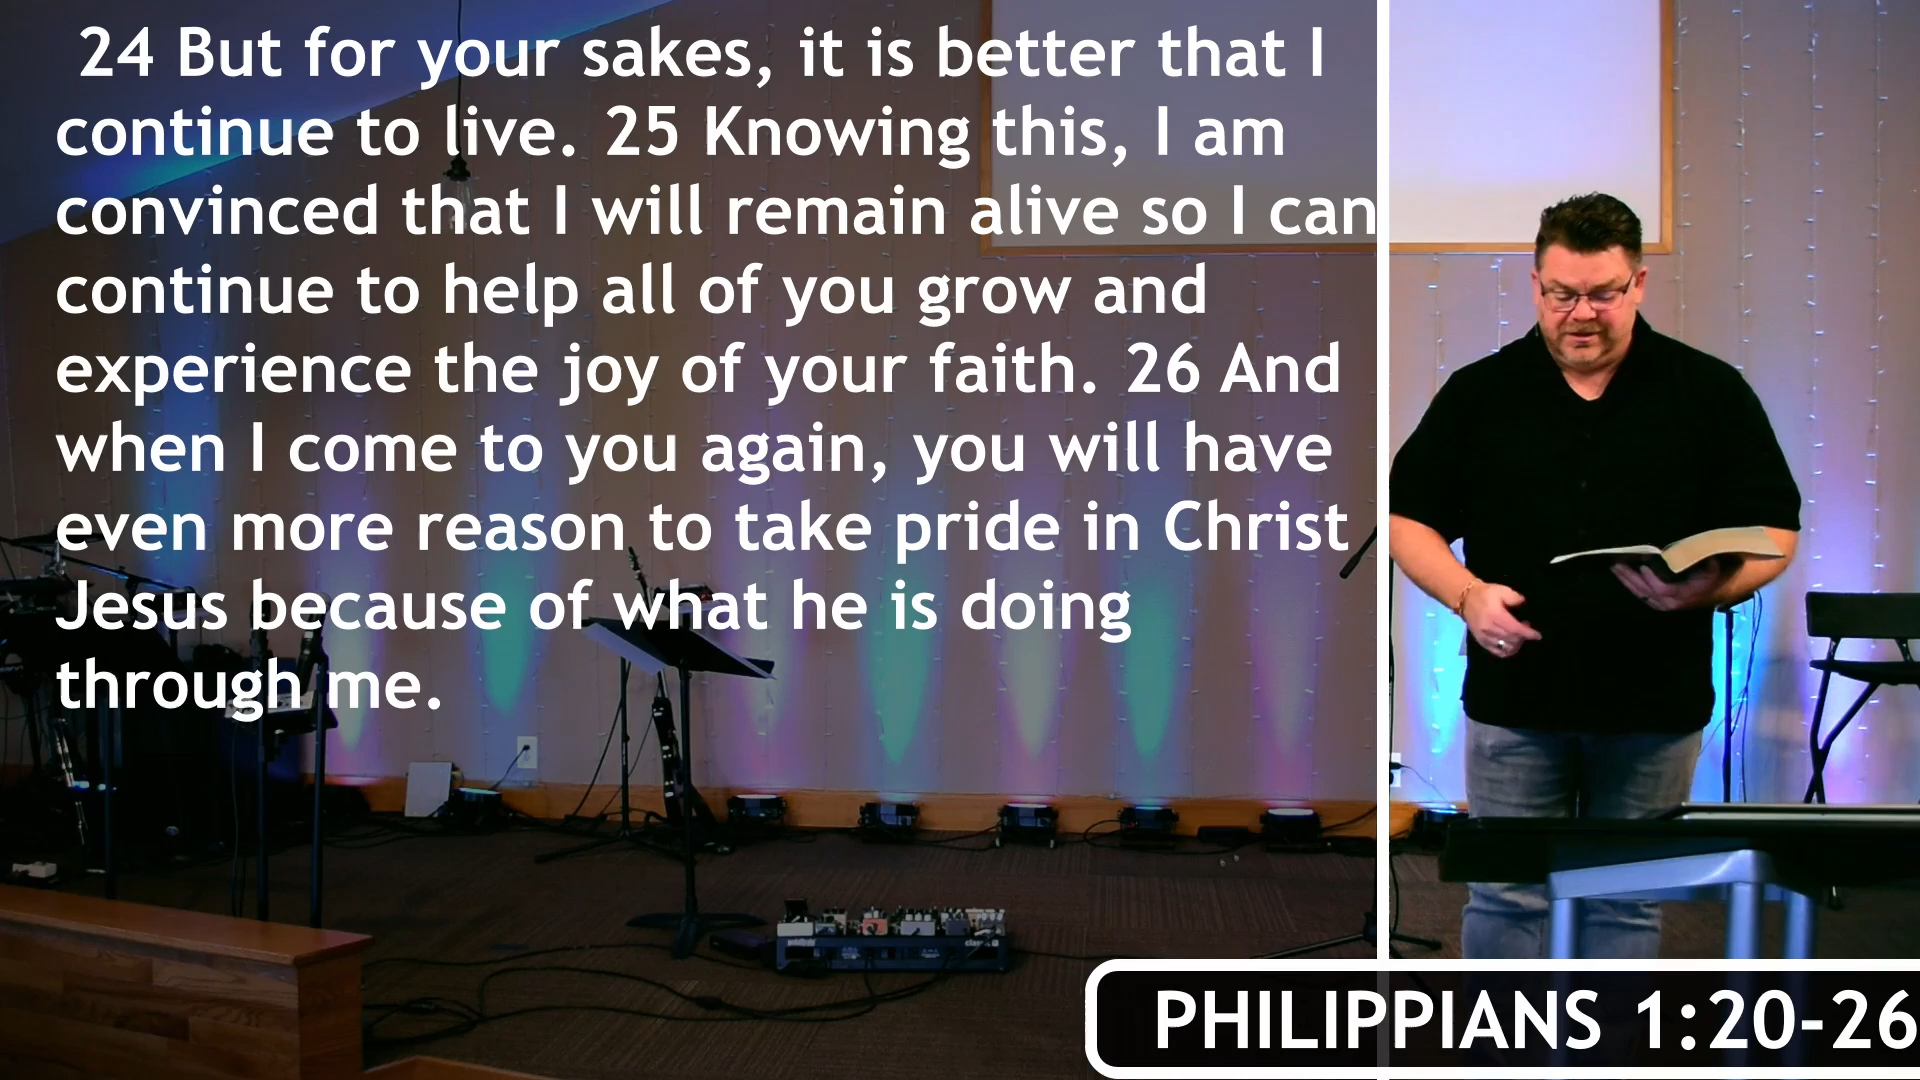 24 But for your sakes, it is better that I
continue to live. 25 Knowing this, I am
convinced that I will remain alive so I can
continue to help all of you grow and
experience the joy of your faith. 26 And
when I come to you again, you will have
even more reason to take pride in Christ
Jesus because of what he is doing
through me.
PHILIPPIANS 1:20-26